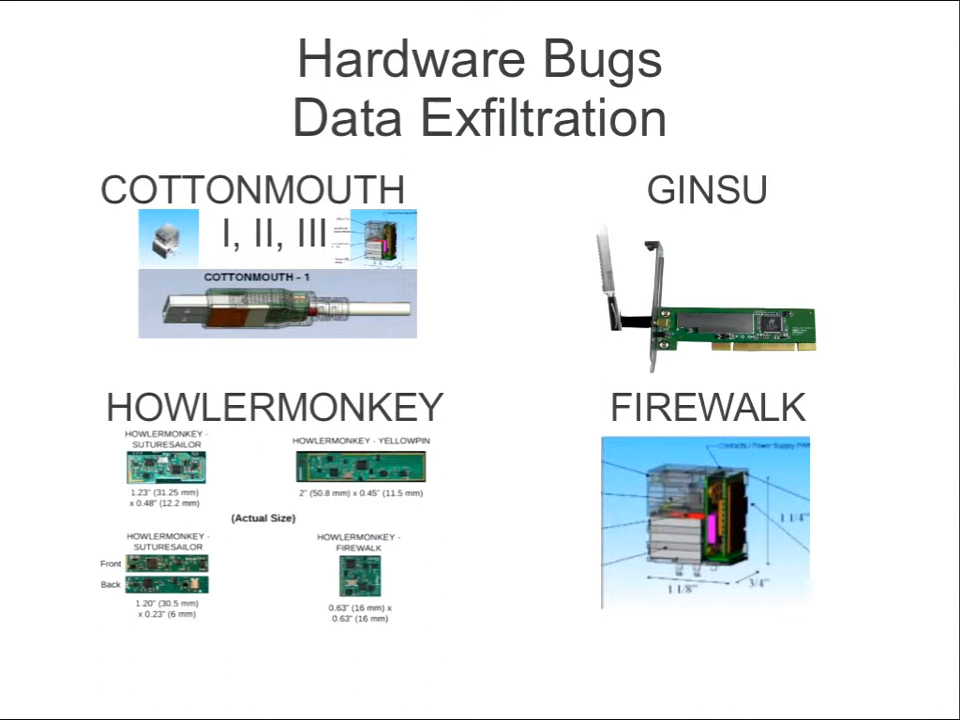 Hardware Bugs
Data Exfiltration
COTTONMOUTH
I, II, III
COTTONMOUTH - 1
GINSU
HOWLERMONKEY
HOWLERMONKEY -
SUTURESAILOR
1.23" (31.25 mm)
x 0.48" (12.2 mm)
HOWLERMONKEY - YELLOWPIN
2" (50.8 mm) x 0.45" (11.5 mm)
(Actual Size)
HOWLERMONKEY -
SUTURESAILOR
Front
Back
1.20" (30.5 mm)
x 0.23" (6 mm)
HOWLERMONKEY -
FIREWALK
0.63" (16 mm) x
0.63" (16 mm)
FIREWALK
Contacts / Power Supply
1 1/4"
3/4"
1 1/8"